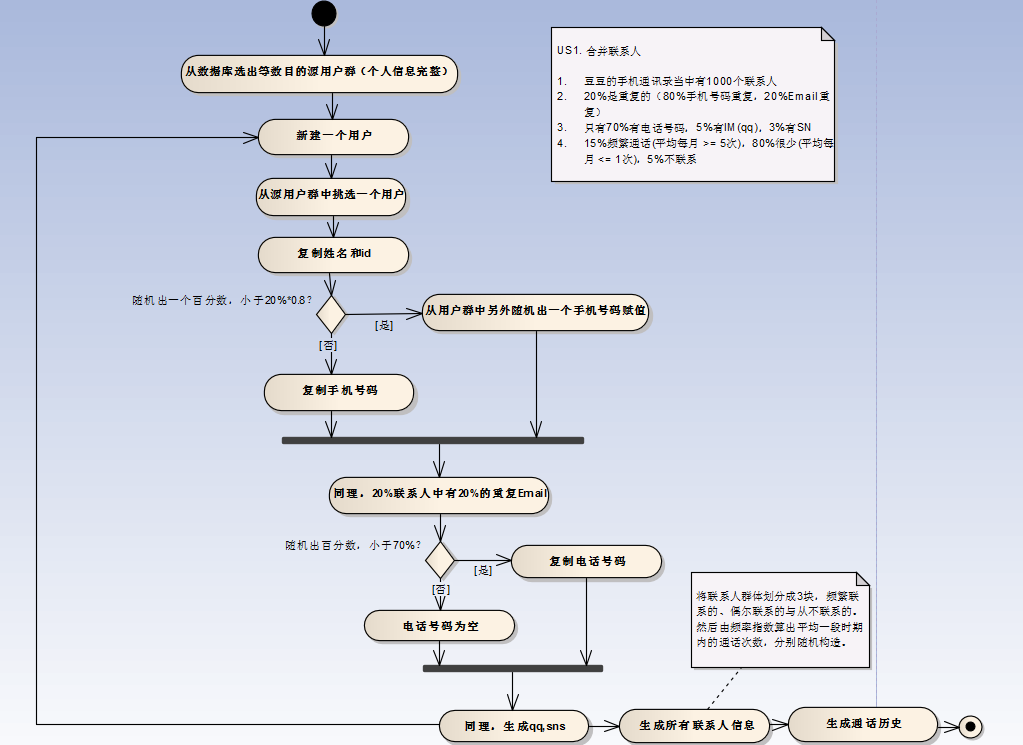 从数据库选出等数目的源用户群（个人信息完整）
US1. 合并联系人
1. 豆豆的手机通讯录当中有1000个联系人
2. 20%是重复的（80%手机号码重复，20%Email重
复）
3. 只有70%有电话号码，5%有IM(qq)，3%有SN
4. 15%频繁通话(平均每月 >= 5次)，80%很少(平均每
月 <= 1次)，5%不联系
新建一个用户
从源用户群中挑选一个用户
复制姓名和id
随机出一个百分数，小于20%*0.8？
[是]
从用户群中另外随机出一个手机号码赋值
[否]
复制手机号码
同理，20%联系人中有20%的重复Email
随机出百分数，小于70%？
[是]
复制电话号码
[否]
电话号码为空
将联系人群体划分成3块，频繁联
系的、偶尔联系的与从不联系的。
然后由频率指数算出平均一段时期
内的通话次数，分别随机构造。
同理，生成qq,sns
生成所有联系人信息
生成通话历史